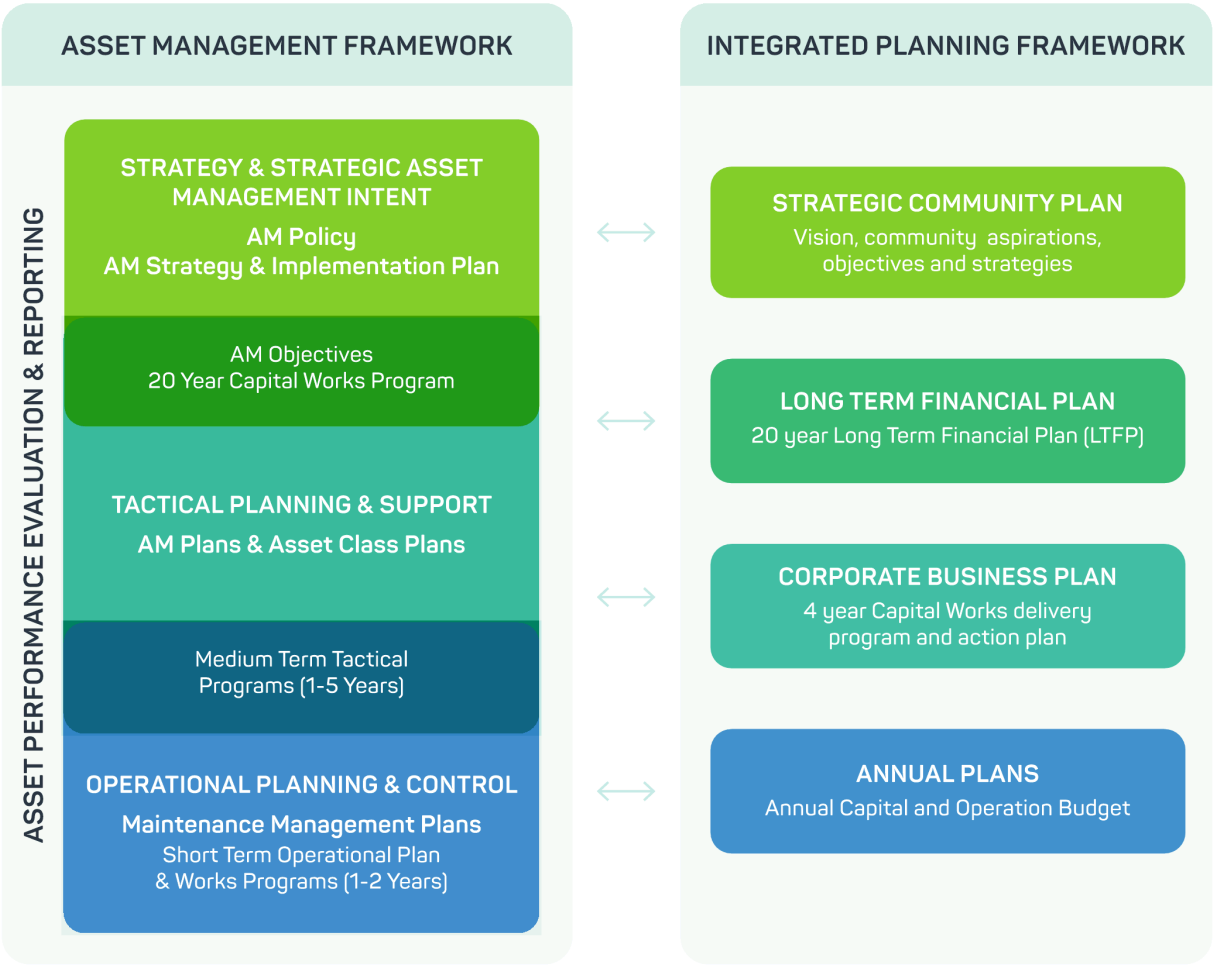 ASSET MANAGEMENT FRAMEWORK
ASSET PERFORMANCE EVALUATION & REPORTING
STRATEGY & STRATEGIC ASSET
MANAGEMENT INTENT
AM Policy
AM Strategy & Implementation Plan
AM Objectives
20 Year Capital Works Program
TACTICAL PLANNING & SUPPORT
AM Plans & Asset Class Plans
Medium Term Tactical
Programs (1-5 Years)
OPERATIONAL PLANNING & CONTROL
Maintenance Management Plans
Short Term Operational Plan
& Works Programs (1-2 Years)
INTEGRATED PLANNING FRAMEWORK
STRATEGIC COMMUNITY PLAN
Vision, community aspirations,
objectives and strategies
LONG TERM FINANCIAL PLAN
20 year Long Term Financial Plan (LTFP)
CORPORATE BUSINESS PLAN
4 year Capital Works delivery
program and action plan
ANNUAL PLANS
Annual Capital and Operation Budget